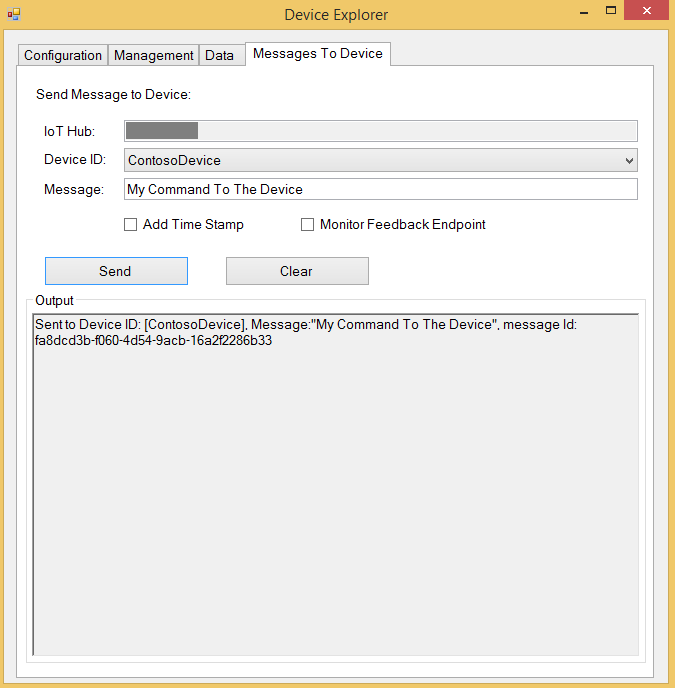 Device Explorer
Configuration Management Data Messages To Device
Send Message to Device:
IoT Hub:
Device ID: ContosoDevice
Message: My Command To The Device
Add Time Stamp Monitor Feedback Endpoint
Send Clear
Output
Sent to Device ID: [ContosoDevice], Message:"My Command To The Device", message Id:
fa8dcd3b-f060-4d54-9acb-16a2f2286b33